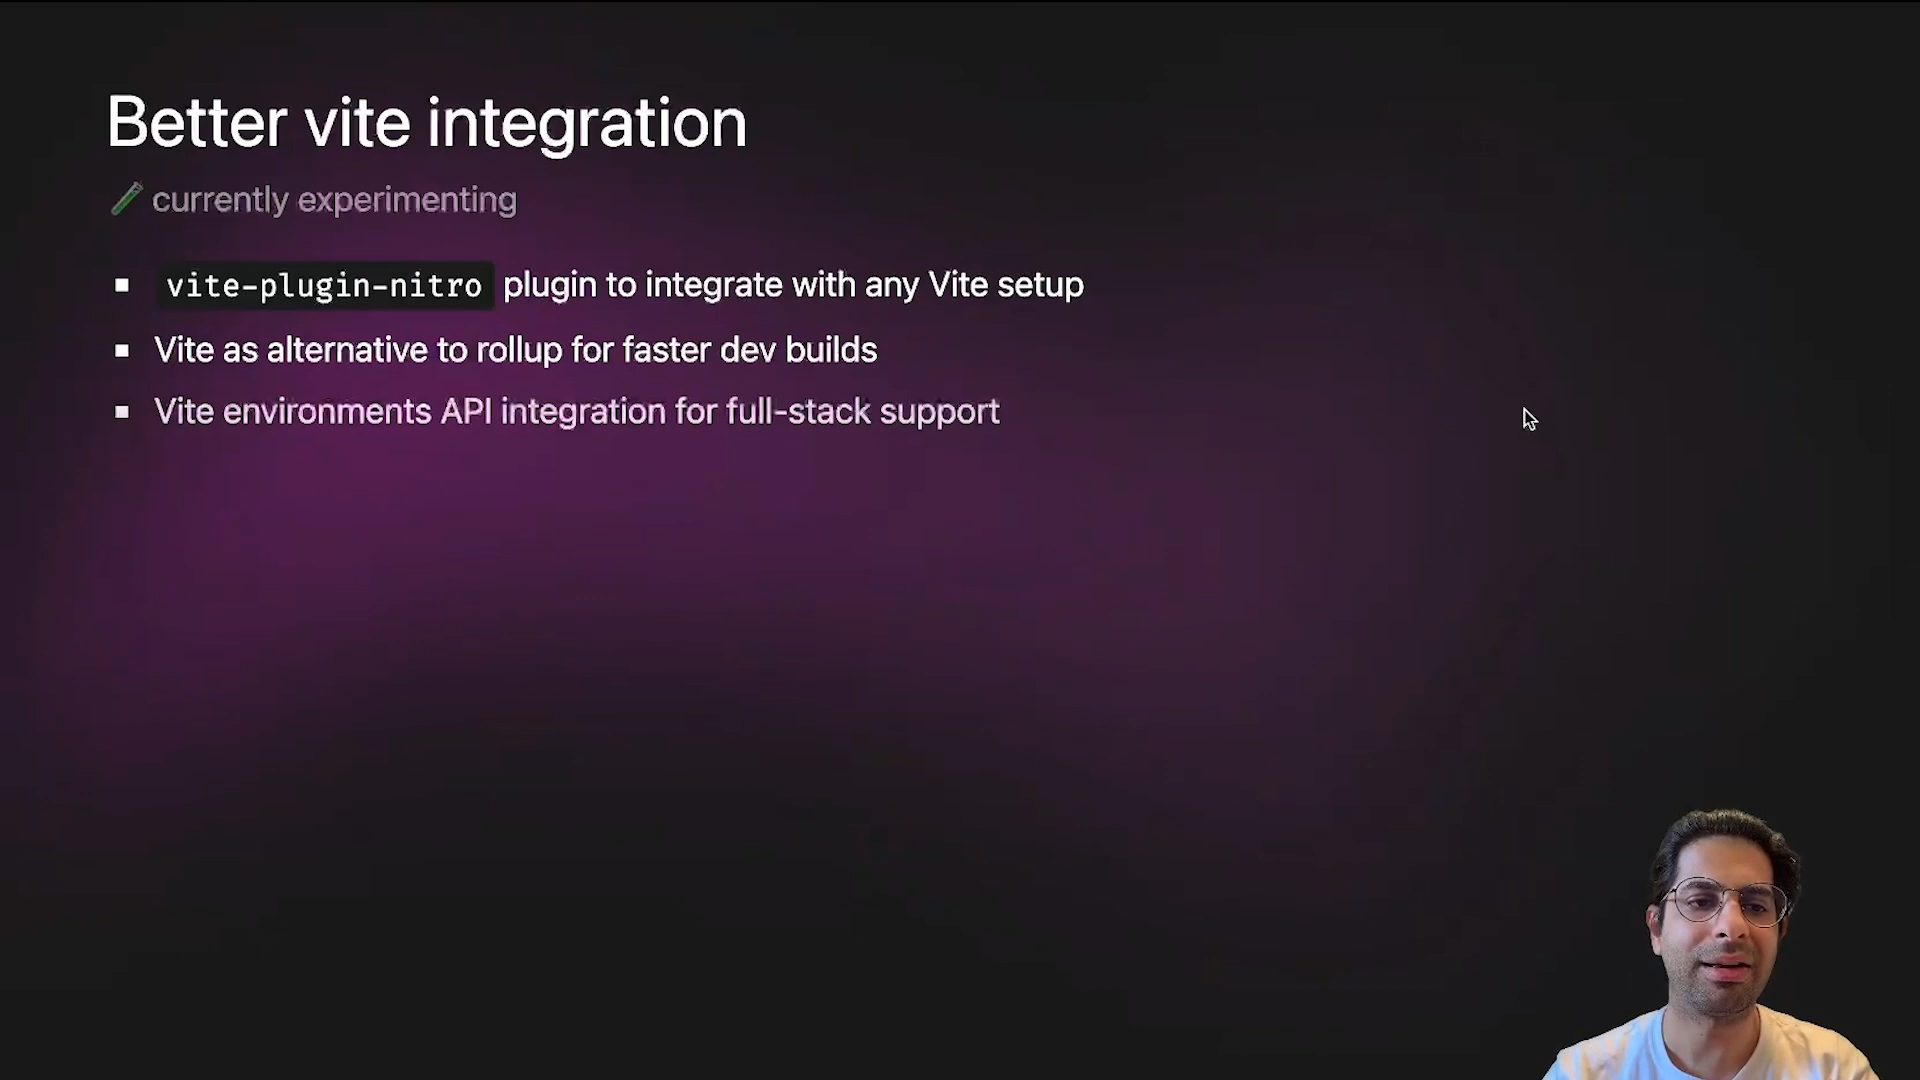 Better vite integration
🧪 currently experimenting
▪ vite-plugin-nitro plugin to integrate with any Vite setup
▪ Vite as alternative to rollup for faster dev builds
▪ Vite environments API integration for full-stack support